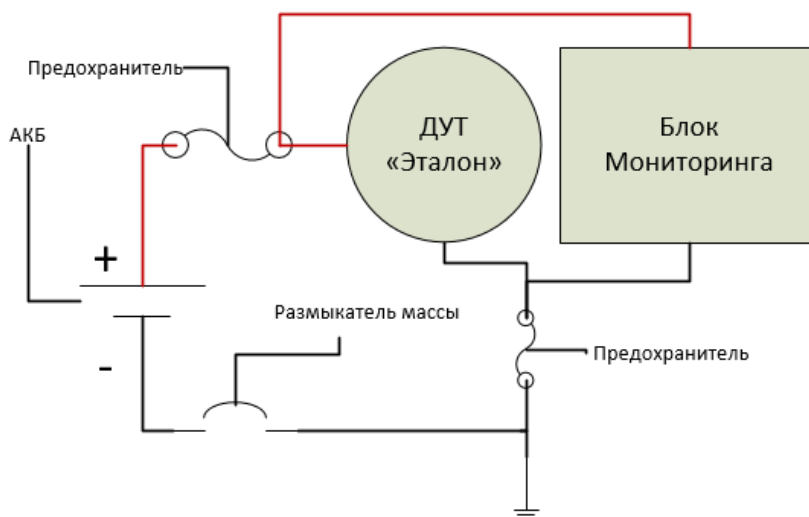 Предохранитель
АКБ
ДУТ
«Эталон»
Блок
Мониторинга
+
Размыкатель массы
-
Предохранитель